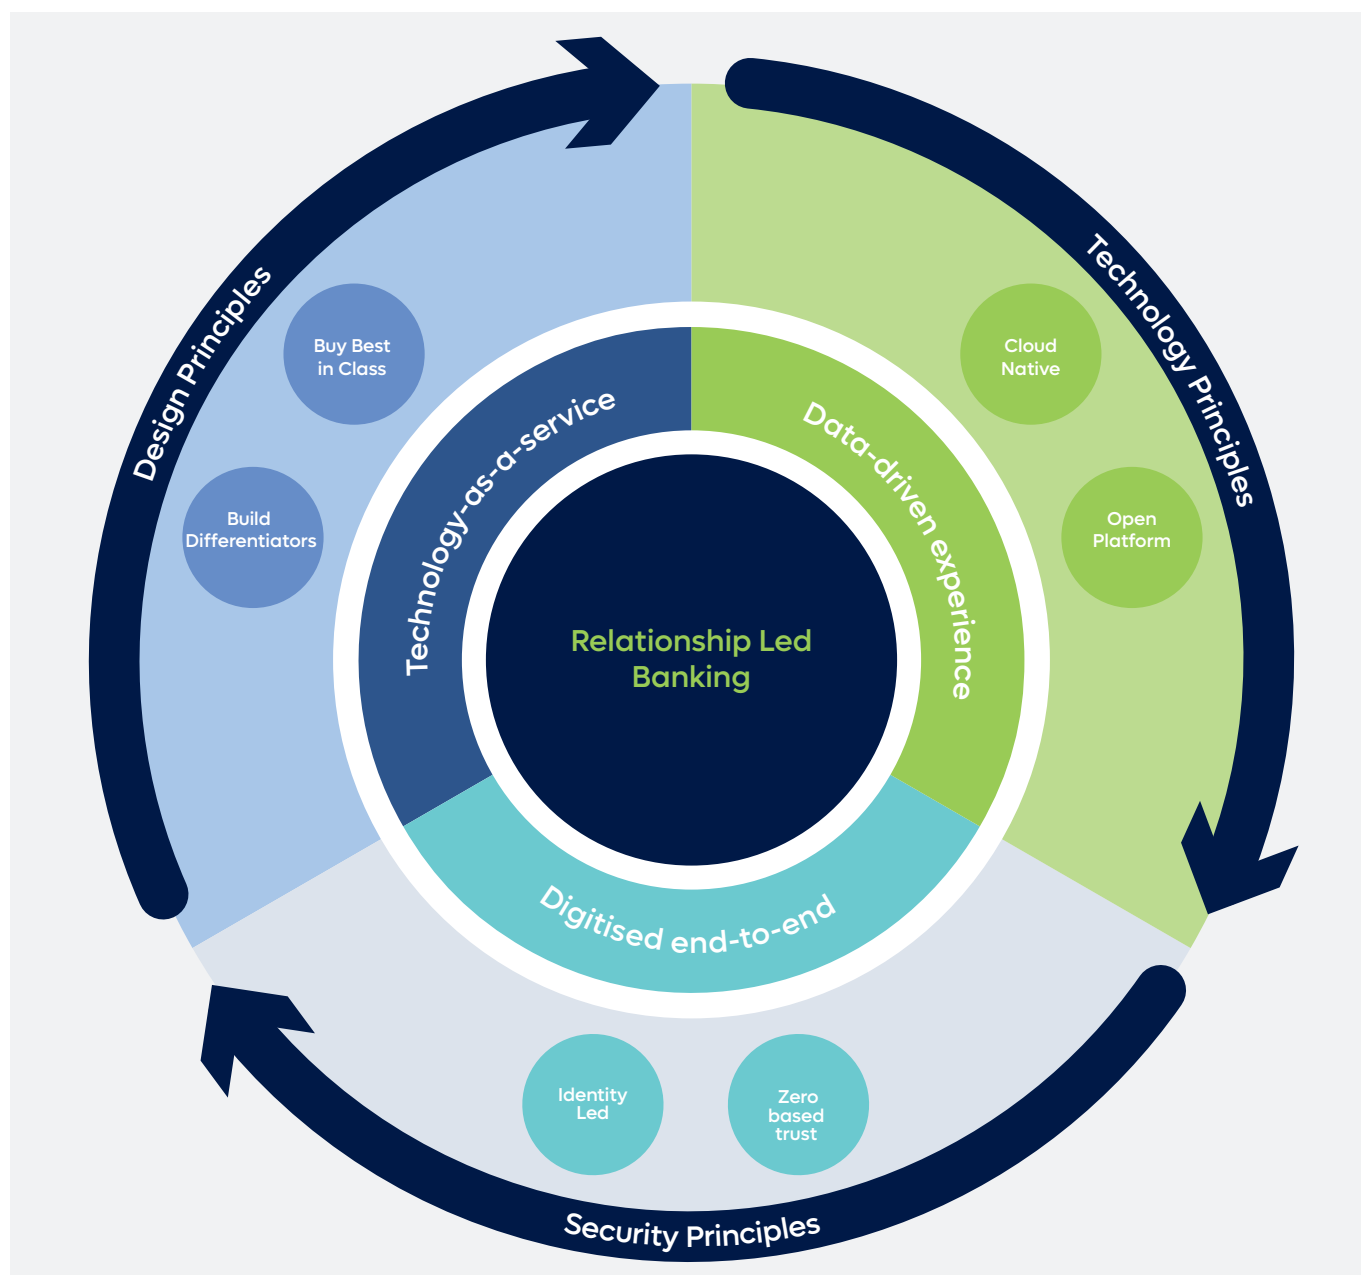 Design Principles
Technology Principles
Buy Best
in Class
Cloud
Native
Build
Differentiators
Open
Platform
Technology-as-a-service
Data-driven experience
Relationship Led
Banking
Digitised end-to-end
Identity
Led
Zero
based
trust
Security Principles